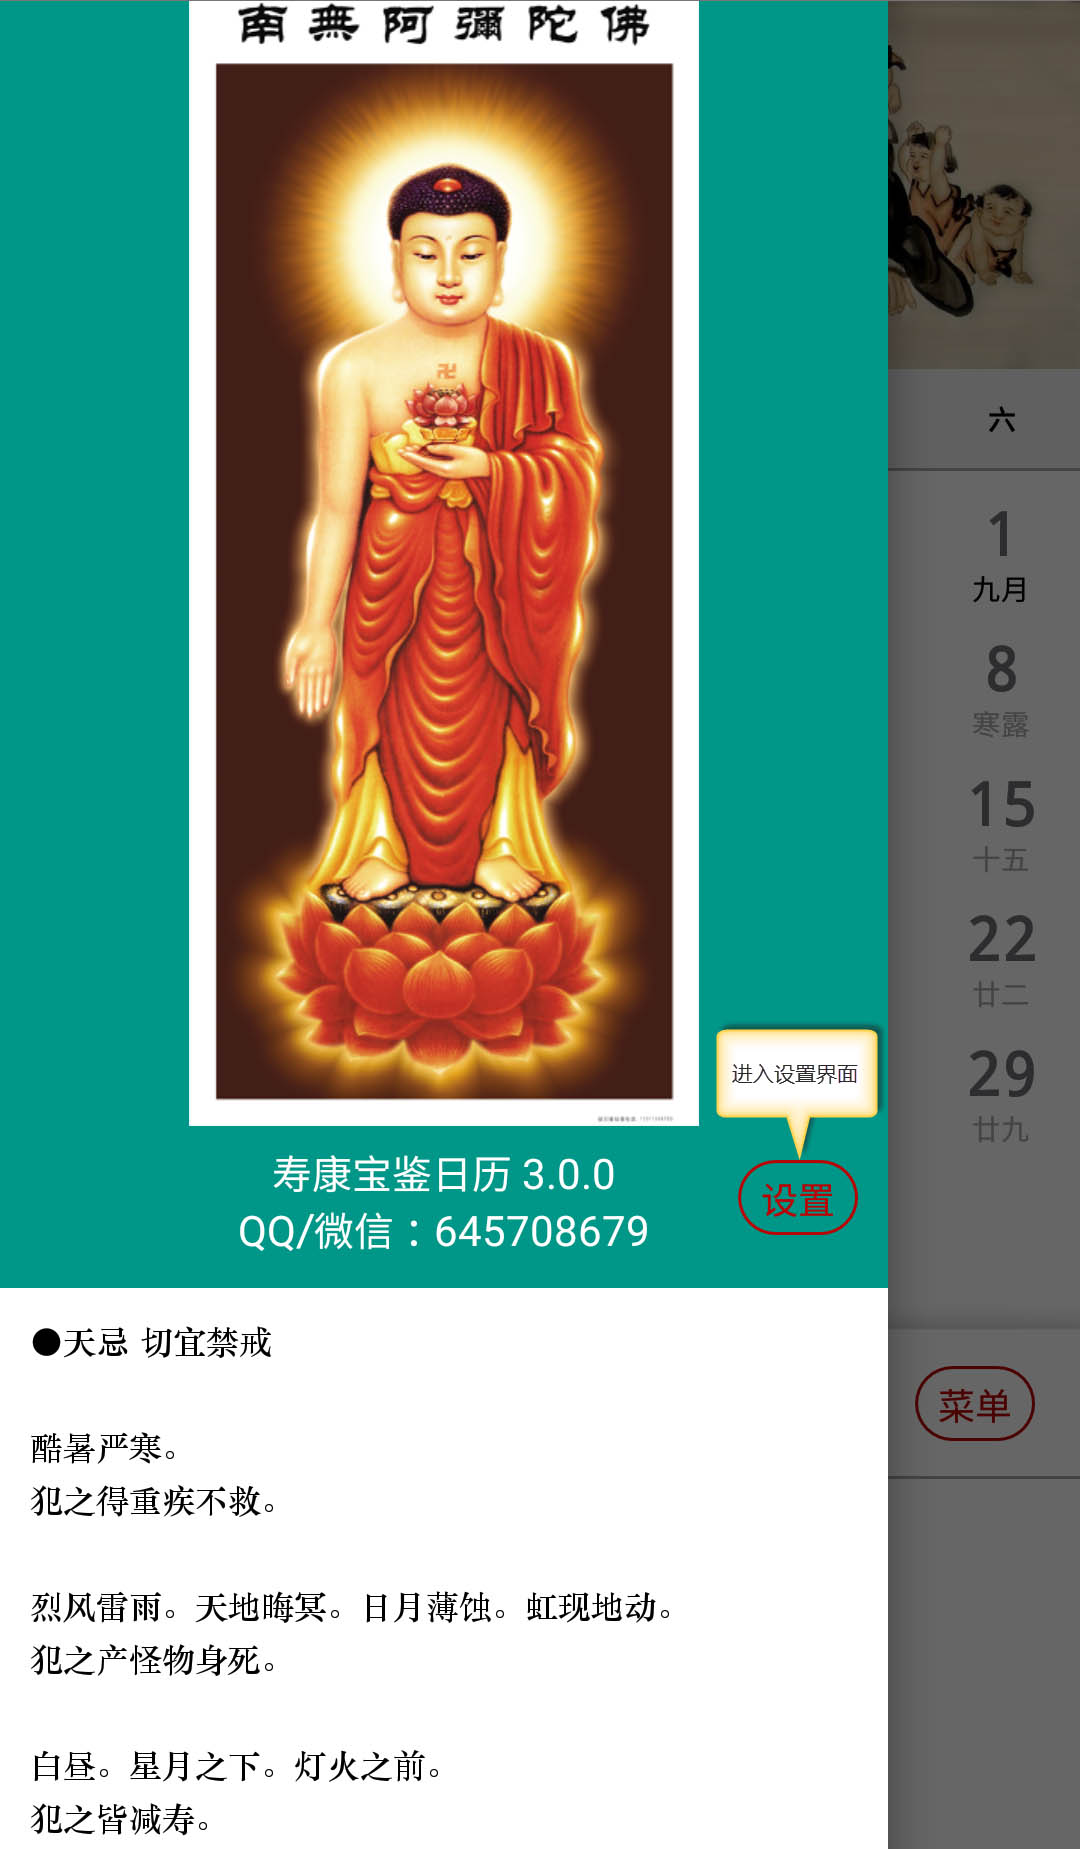 南無阿彌陀佛
卍
进入设置界面
寿康宝鉴日历 3.0.0
QQ/微信：645708679
设置
●天忌 切宜禁戒
酷暑严寒。
犯之得重疾不救。
烈风雷雨。天地晦冥。日月薄蚀。虹现地动。
犯之产怪物身死。
白昼。星月之下。灯火之前。
犯之皆减寿。
六
1
九月
8
寒露
15
十五
22
廿二
29
廿九
菜单